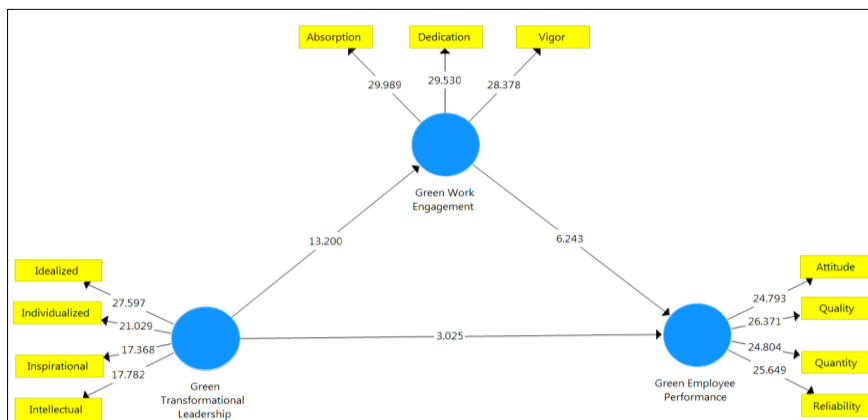 Absorption
Dedication
Vigor
29.989
29.530
28.378
Green Work
Engagement
13.200
6.243
Idealized
Individualized
Inspirational
Intellectual
27.597
21.029
17.368
17.782
Green
Transformational
Leadership
3.025
Attitude
Quality
Quantity
Reliability
24.793
26.371
24.804
25.649
Green Employee
Performance